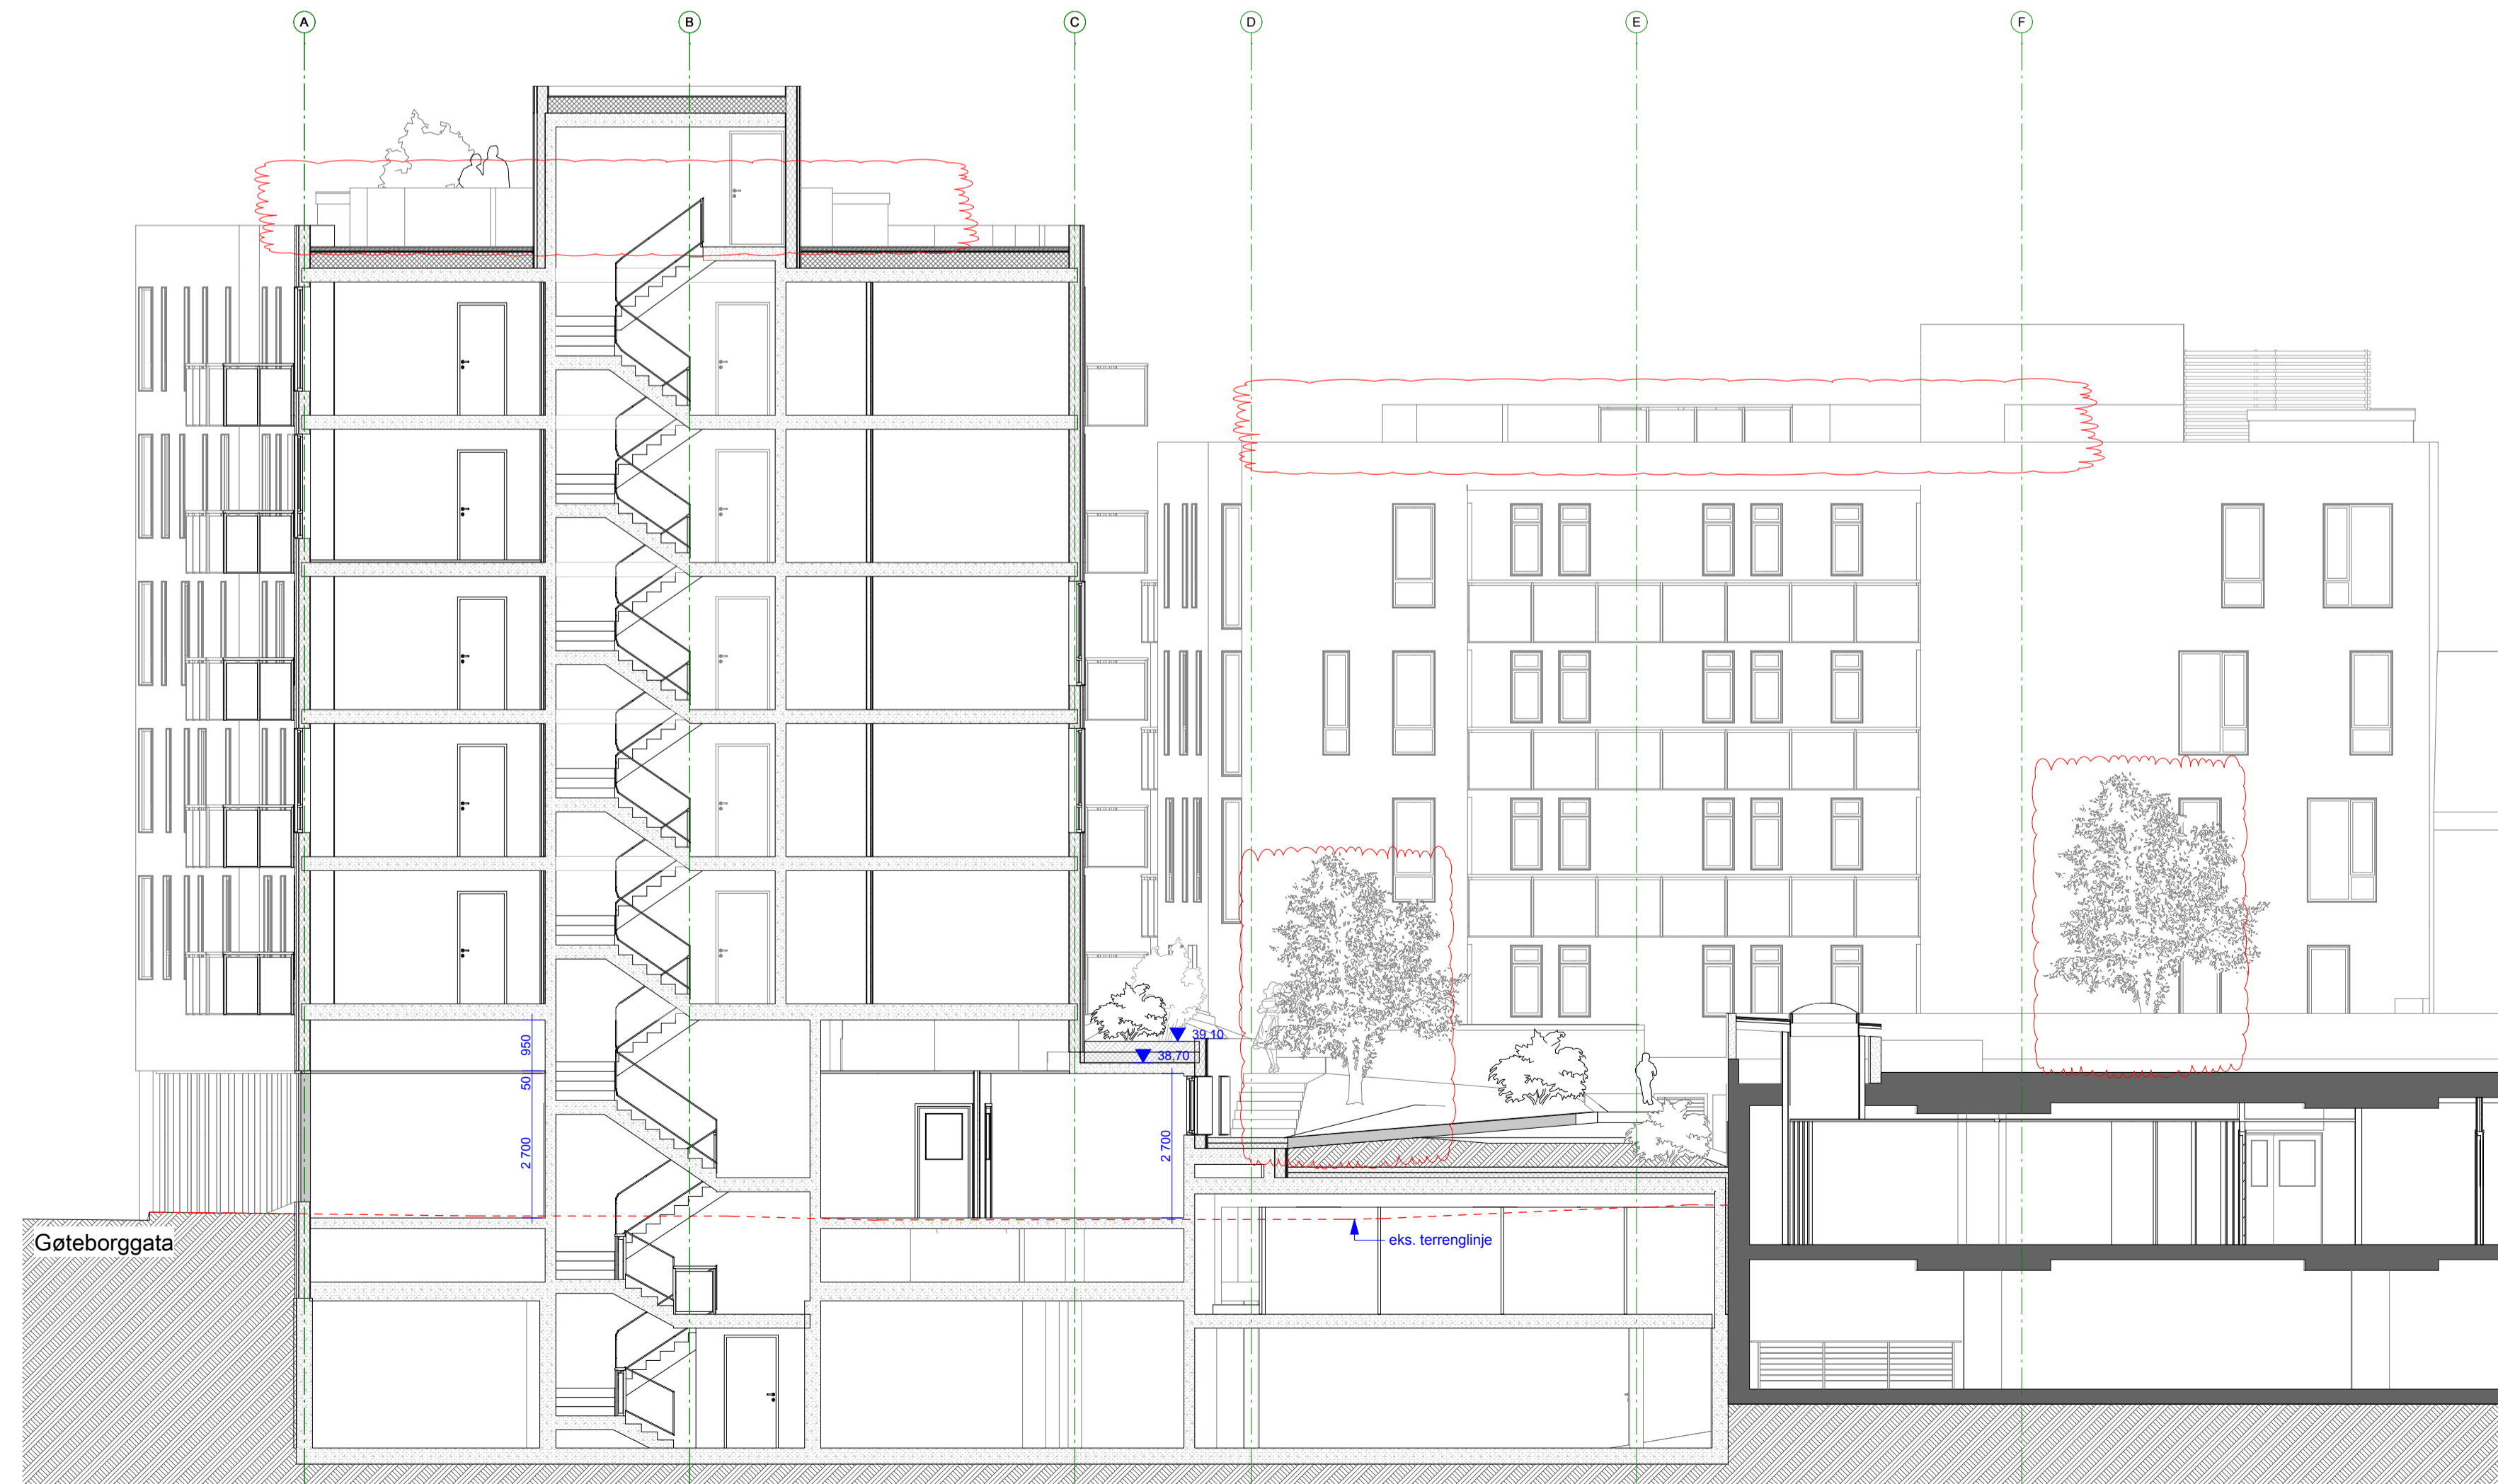 A
B
C
D
E
F
39,10
38,70
950
50
2 700
2 700
eks. terrenglinje
Gøteborggata